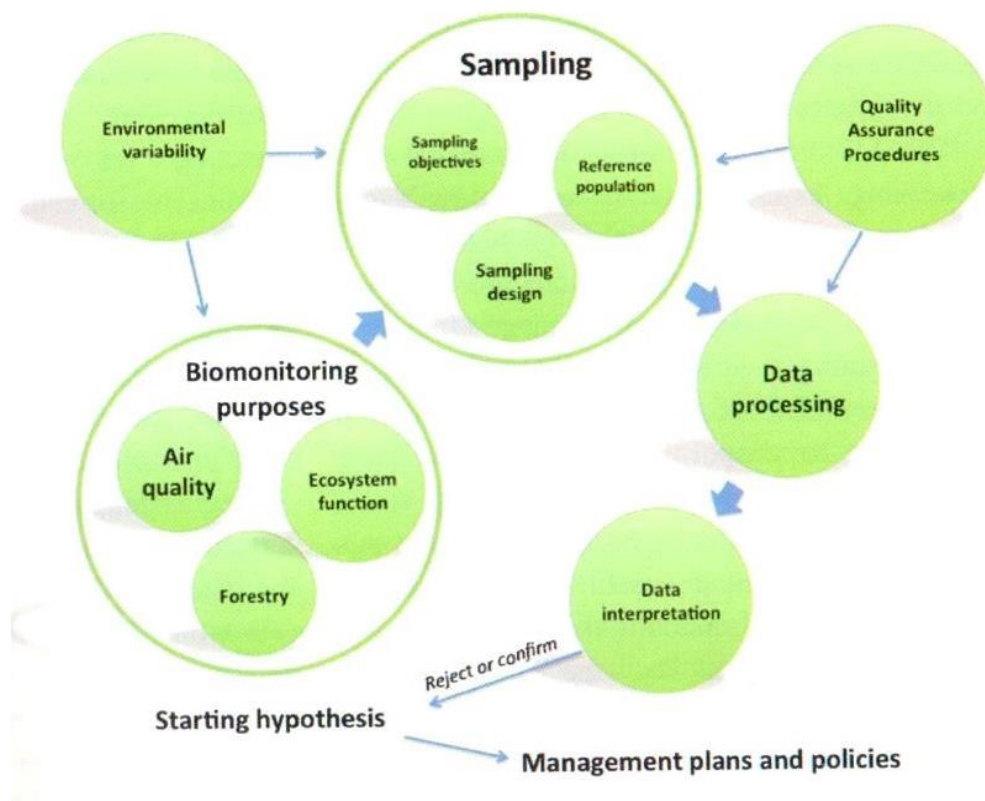 Sampling
Environmental
variability
Sampling
objectives
Reference
population
Sampling
design
Quality
Assurance
Procedures
Biomonitoring
purposes
Air
quality
Ecosystem
function
Forestry
Data
processing
Data
interpretation
Reject or confirm
Starting hypothesis
Management plans and policies